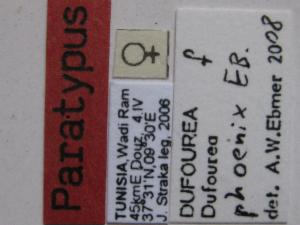 Paratypus
♀
TUNISIA,Wadi Ram
45kmE Douz, 4.IV
37°31'N,09°30'E
J. Straka leg, 2006
f
DUFOUREA
Dufourea
phoenix EB.
det. A.W.Ebmer 2008